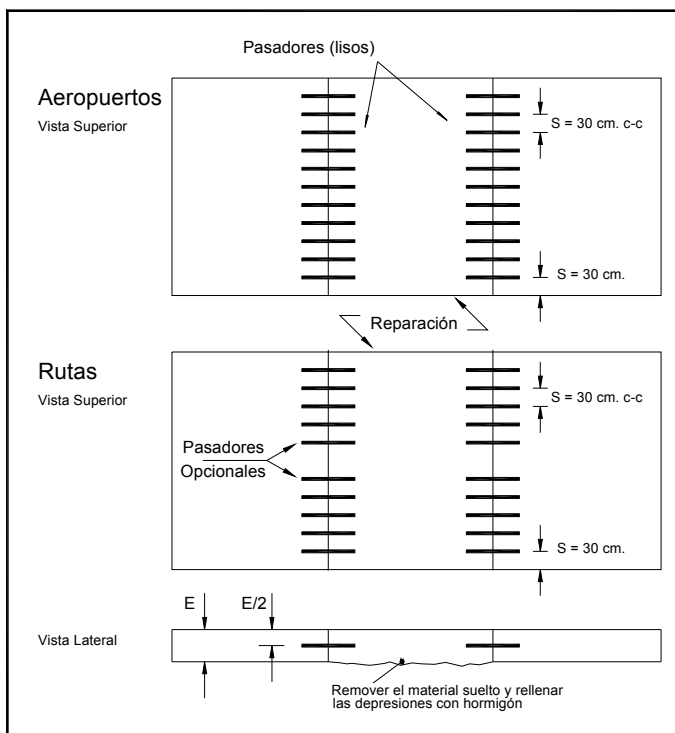 Pasadores (lisos)
Aeropuertos
Vista Superior
S = 30 cm. c-c
S = 30 cm.
Reparación
Rutas
Vista Superior
S = 30 cm. c-c
Pasadores
Opcionales
S = 30 cm.
E
E/2
Vista Lateral
Remover el material suelto y rellenar
las depresiones con hormigón